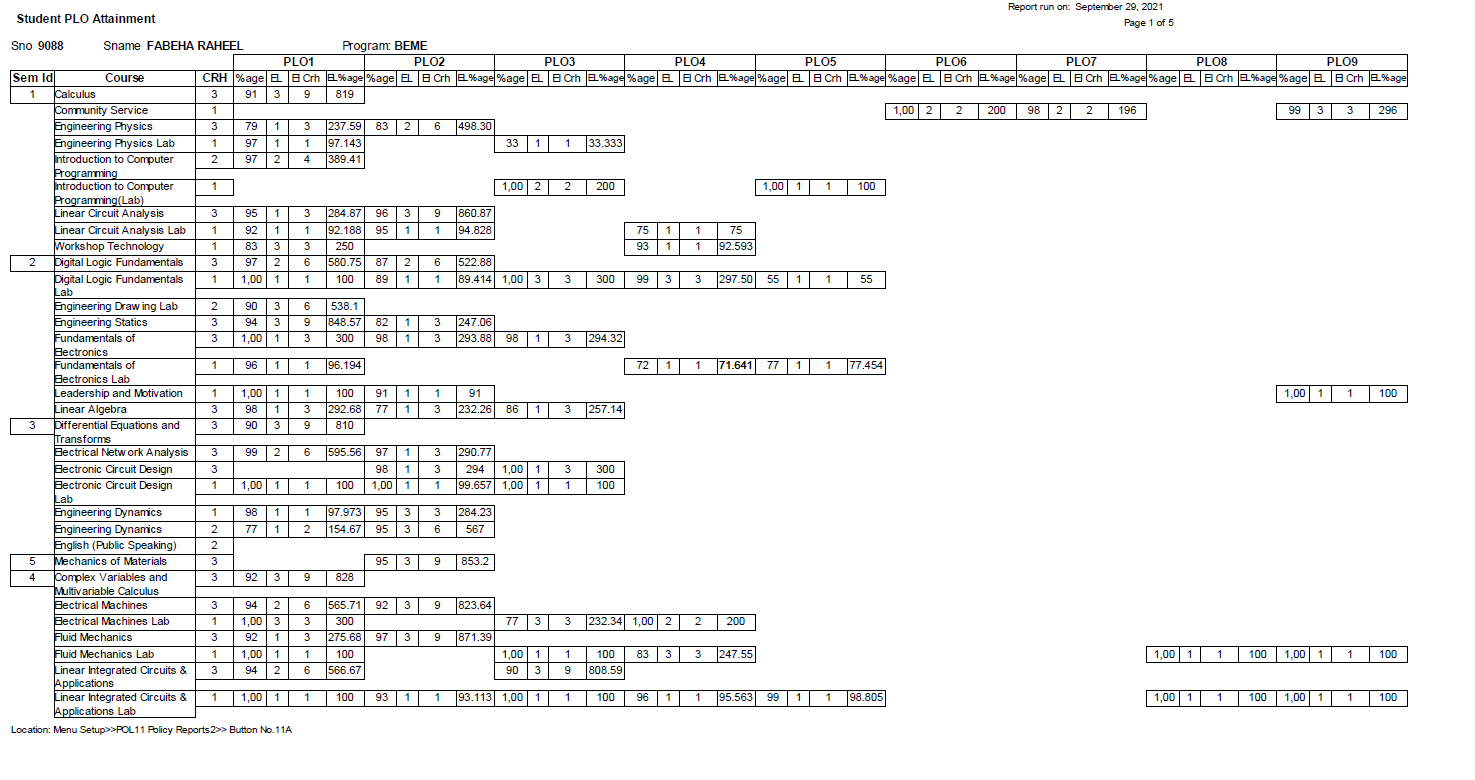 Report run on: September 29, 2021
Student PLO Attainment
Page 1 of 5
Sno 9088 Sname FABEHA RAHEEL Program: BEME
PLO1 PLO2 PLO3 PLO4 PLO5 PLO6 PLO7 PLO8 PLO9
Sem Id Course CRH %age EL El Crh EL%age %age EL El Crh EL%age %age EL El Crh EL%age %age EL El Crh EL%age %age EL El Crh EL%age %age EL El Crh EL%age %age EL El Crh EL%age %age EL El Crh EL%age %age EL El Crh EL%age
1 Calculus 3 91 3 9 819
Community Service 1 1,00 2 2 200 98 2 2 196 99 3 3 296
Engineering Physics 3 79 1 3 237.59 83 2 6 498.30
Engineering Physics Lab 1 97 1 1 97.143 33 1 1 33.333
Introduction to Computer 2 97 2 4 389.41
Programming
Introduction to Computer 1 1,00 2 2 200 1,00 1 1 100
Programming(Lab)
Linear Circuit Analysis 3 95 1 3 284.87 96 3 9 860.87
Linear Circuit Analysis Lab 1 92 1 1 92.188 95 1 1 94.828 75 1 1 75
Workshop Technology 1 83 3 3 250 93 1 1 92.593
2 Digital Logic Fundamentals 3 97 2 6 580.75 87 2 6 522.88
Digital Logic Fundamentals 1 1,00 1 1 100 89 1 1 89.414 1,00 3 3 300 99 3 3 297.50 55 1 1 55
Lab
Engineering Drawing Lab 2 90 3 6 538.1
Engineering Statics 3 94 3 9 848.57 82 1 3 247.06
Fundamentals of 3 1,00 1 3 300 98 1 3 293.88 98 1 3 294.32
Electronics
Fundamentals of 1 96 1 1 96.194 72 1 1 71.641 77 1 1 77.454
Electronics Lab
Leadership and Motivation 1 1,00 1 1 100 91 1 1 91 1,00 1 1 100
Linear Algebra 3 98 1 3 292.68 77 1 3 232.26 86 1 3 257.14
3 Differential Equations and 3 90 3 9 810
Transforms
Electrical Network Analysis 3 99 2 6 595.56 97 1 3 290.77
Electronic Circuit Design 3 98 1 3 294 1,00 1 3 300
Electronic Circuit Design 1 1,00 1 1 100 1,00 1 1 99.657 1,00 1 1 100
Lab
Engineering Dynamics 1 98 1 1 97.973 95 3 3 284.23
Engineering Dynamics 2 77 1 2 154.67 95 3 6 567
English (Public Speaking) 2
5 Mechanics of Materials 3 95 3 9 853.2
4 Complex Variables and 3 92 3 9 828
Multivariable Calculus
Electrical Machines 3 94 2 6 565.71 92 3 9 823.64
Electrical Machines Lab 1 1,00 3 3 300 77 3 3 232.34 1,00 2 2 200
Fluid Mechanics 3 92 1 3 275.68 97 3 9 871.39
Fluid Mechanics Lab 1 1,00 1 1 100 1,00 1 1 100 83 3 3 247.55 1,00 1 1 100 1,00 1 1 100
Linear Integrated Circuits & 3 94 2 6 566.67 90 3 9 808.59
Applications
Linear Integrated Circuits & 1 1,00 1 1 100 93 1 1 93.113 1,00 1 1 100 96 1 1 95.563 99 1 1 98.805 1,00 1 1 100 1,00 1 1 100
Applications Lab
Location: Menu Setup>>POL11 Policy Reports2>> Button No.11A